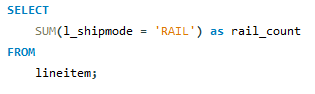 SELECT
SUM(l_shipmode = 'RAIL') as rail_count
FROM
lineitem;